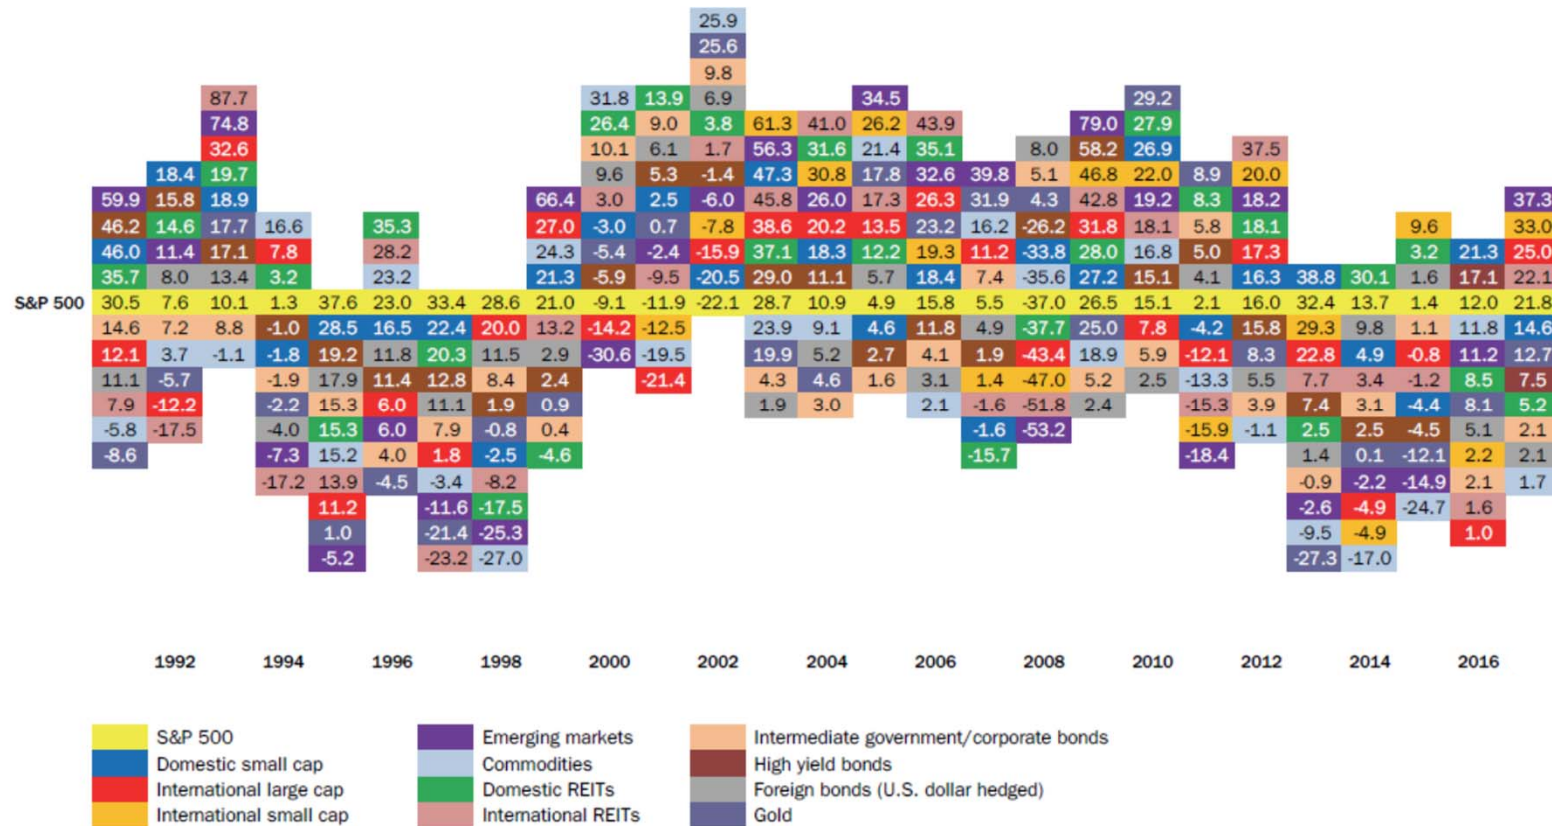 25.9
25.6
9.8
87.7 31.8 13.9 6.9 34.5 29.2
74.8 26.4 9.0 3.8 61.3 41.0 26.2 43.9 79.0 27.9
32.6 10.1 6.1 1.7 56.3 31.6 21.4 35.1 8.0 58.2 26.9 37.5
18.4 19.7 9.6 5.3 -1.4 47.3 30.8 17.8 32.6 39.8 5.1 46.8 22.0 8.9 20.0
59.9 15.8 18.9 66.4 3.0 2.5 -6.0 45.8 26.0 17.3 26.3 31.9 4.3 42.8 19.2 8.3 18.2 37.3
46.2 14.6 17.7 16.6 35.3 27.0 -3.0 0.7 -7.8 38.6 20.2 13.5 23.2 16.2 -26.2 31.8 18.1 5.8 18.1 9.6 33.0
46.0 11.4 17.1 7.8 28.2 24.3 -5.4 -2.4 -15.9 37.1 18.3 12.2 19.3 11.2 -33.8 28.0 16.8 5.0 17.3 3.2 21.3 25.0
35.7 8.0 13.4 3.2 23.2 21.3 -5.9 -9.5 -20.5 29.0 11.1 5.7 18.4 7.4 -35.6 27.2 15.1 4.1 16.3 38.8 30.1 1.6 17.1 22.1
S&P 500 30.5 7.6 10.1 1.3 37.6 23.0 33.4 28.6 21.0 -9.1 -11.9 -22.1 28.7 10.9 4.9 15.8 5.5 -37.0 26.5 15.1 2.1 16.0 32.4 13.7 1.4 12.0 21.8
14.6 7.2 8.8 -1.0 28.5 16.5 22.4 20.0 13.2 -14.2 -12.5 23.9 9.1 4.6 11.8 4.9 -37.7 25.0 7.8 -4.2 15.8 29.3 9.8 1.1 11.8 14.6
12.1 3.7 -1.1 -1.8 19.2 11.8 20.3 11.5 2.9 -30.6 -19.5 19.9 5.2 2.7 4.1 1.9 -43.4 18.9 5.9 -12.1 8.3 22.8 4.9 -0.8 11.2 12.7
11.1 -5.7 -1.9 17.9 11.4 12.8 8.4 2.4 -21.4 4.3 4.6 1.6 3.1 1.4 -47.0 5.2 2.5 -13.3 5.5 7.7 3.4 -1.2 8.5 7.5
7.9 -12.2 -2.2 15.3 6.0 11.1 1.9 0.9 1.9 3.0 2.1 -1.6 -51.8 2.4 -15.3 3.9 7.4 3.1 -4.4 8.1 5.2
-5.8 -17.5 -4.0 15.3 6.0 7.9 -0.8 0.4 -1.6 -53.2 -15.9 -1.1 2.5 2.5 -4.5 5.1 2.1
-8.6 -7.3 15.2 4.0 1.8 -2.5 -4.6 -15.7 -18.4 1.4 0.1 -12.1 2.2 2.1
-17.2 13.9 -4.5 -3.4 -8.2 -0.9 -2.2 -14.9 2.1 1.7
11.2 -11.6 -17.5 -2.6 -4.9 -24.7 1.6
1.0 -21.4 -25.3 -9.5 -4.9 1.0
-5.2 -23.2 -27.0 -27.3 -17.0
1992 1994 1996 1998 2000 2002 2004 2006 2008 2010 2012 2014 2016
S&P 500
Domestic small cap
International large cap
International small cap
Emerging markets
Commodities
Domestic REITs
International REITs
Intermediate government/corporate bonds
High yield bonds
Foreign bonds (U.S. dollar hedged)
Gold